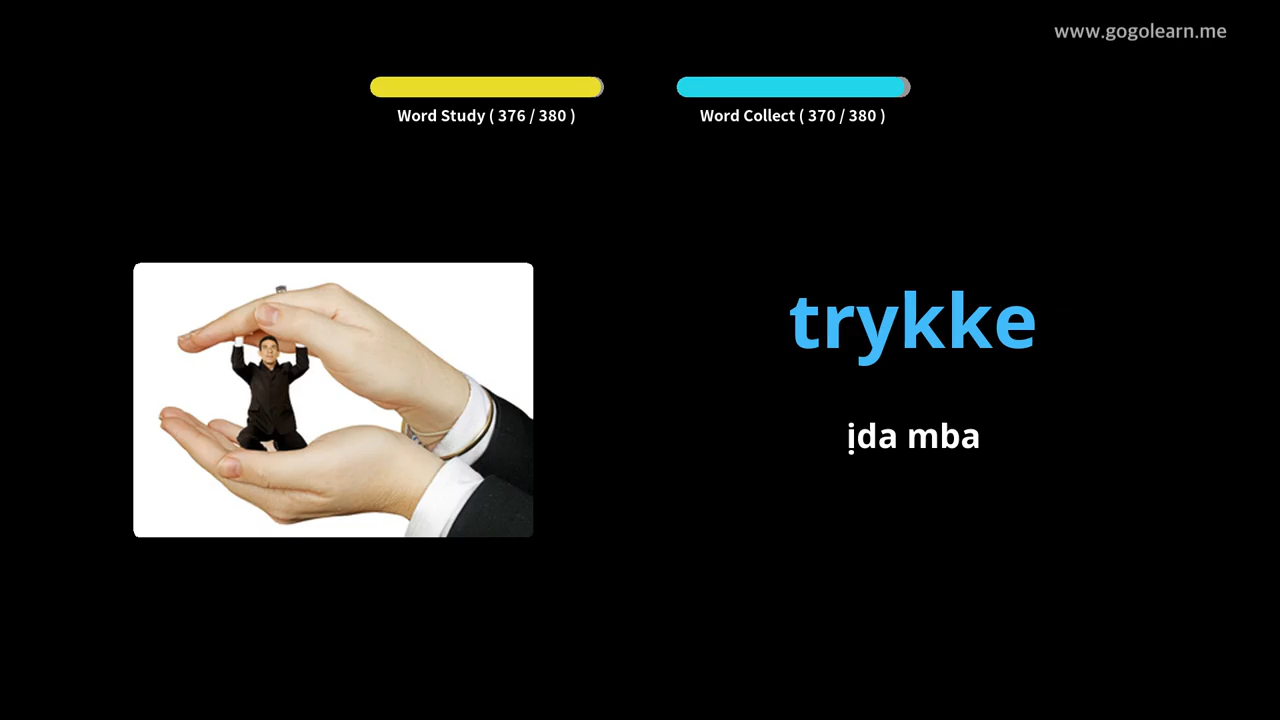 www.gogolearn.me
Word Study ( 376 / 380 )
Word Collect ( 370 / 380 )
trykke
ịda mba